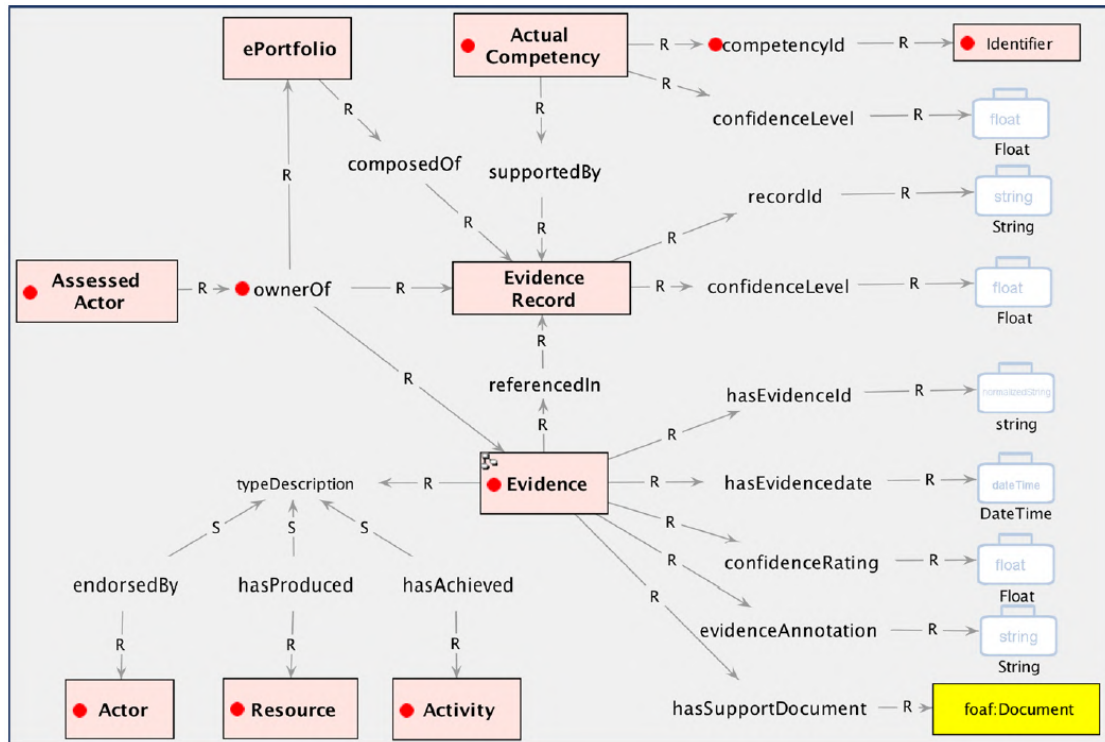 ePortfolio
Actual
Competency
R
competencyId
R
Identifier
R
R
R
confidenceLevel
R
float
Float
composedOf
supportedBy
R
recordId
R
string
String
R
R
R
Assessed
Actor
R
ownerOf
R
Evidence
Record
R
confidenceLevel
R
float
Float
R
R
referencedIn
hasEvidenceId
R
normalizedString
string
R
R
typeDescription
R
Evidence
R
hasEvidencedate
R
dateTime
DateTime
S
S
S
R
confidenceRating
R
float
Float
endorsedBy
hasProduced
hasAchieved
R
R
evidenceAnnotation
R
string
String
R
R
R
Actor
Resource
Activity
hasSupportDocument
R
foaf:Document